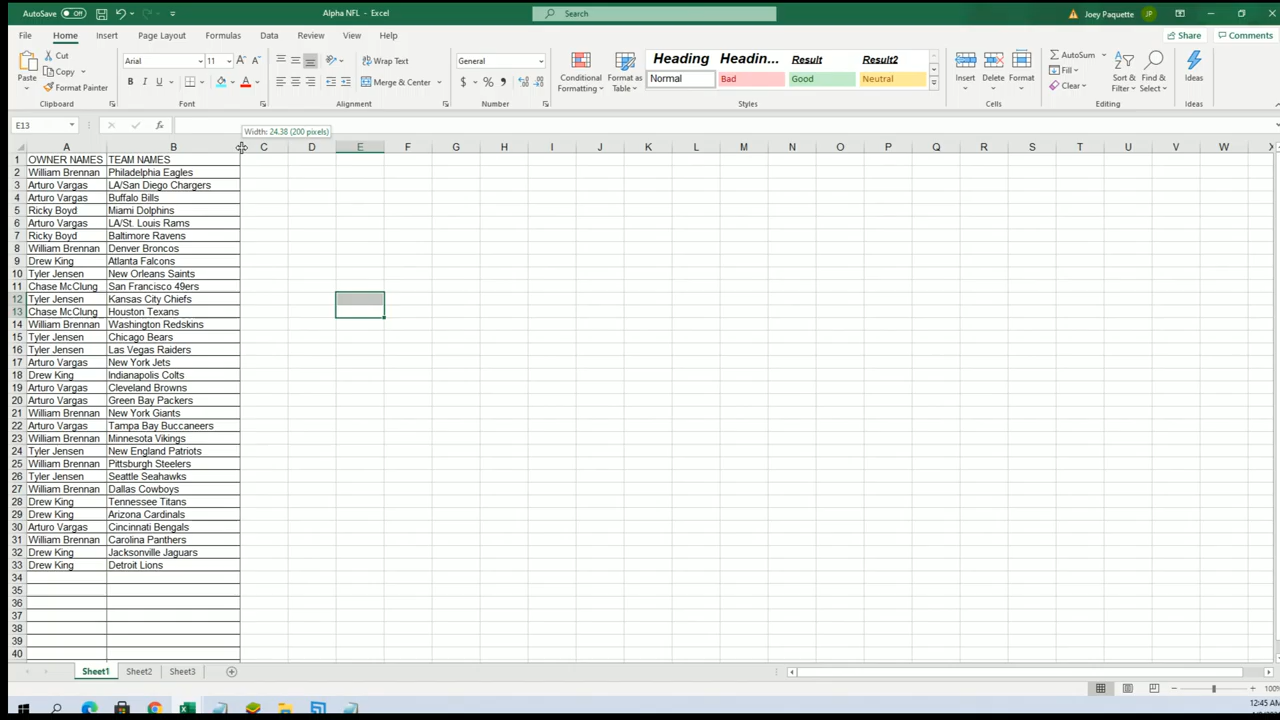 AutoSave Off Alpha NFL - Excel Search Joey Paquette JP
File Home Insert Page Layout Formulas Data Review View Help Share Comments
Cut
Copy
Format Painter
Paste
Clipboard
Arial 11
B I U
Font
Wrap Text
Merge & Center
Alignment
General
Number
Conditional Formatting
Format as Table
Heading Headin... Result Result2
Normal Bad Good Neutral
Styles
Insert Delete Format
Cells
AutoSum
Fill
Clear
Sort & Filter
Find & Select
Editing
Ideas
Ideas
E13 fx
Width: 24.38 (200 pixels)
A B C D E F G H I J K L M N O P Q R S T U V W X
1 OWNER NAMES TEAM NAMES
2 William Brennan Philadelphia Eagles
3 Arturo Vargas LA/San Diego Chargers
4 Arturo Vargas Buffalo Bills
5 Ricky Boyd Miami Dolphins
6 Arturo Vargas LA/St. Louis Rams
7 Ricky Boyd Baltimore Ravens
8 William Brennan Denver Broncos
9 Drew King Atlanta Falcons
10 Tyler Jensen New Orleans Saints
11 Chase McClung San Francisco 49ers
12 Tyler Jensen Kansas City Chiefs
13 Chase McClung Houston Texans
14 William Brennan Washington Redskins
15 Tyler Jensen Chicago Bears
16 Tyler Jensen Las Vegas Raiders
17 Arturo Vargas New York Jets
18 Drew King Indianapolis Colts
19 Arturo Vargas Cleveland Browns
20 Arturo Vargas Green Bay Packers
21 William Brennan New York Giants
22 Arturo Vargas Tampa Bay Buccaneers
23 William Brennan Minnesota Vikings
24 Tyler Jensen New England Patriots
25 William Brennan Pittsburgh Steelers
26 Tyler Jensen Seattle Seahawks
27 William Brennan Dallas Cowboys
28 Drew King Tennessee Titans
29 Drew King Arizona Cardinals
30 Arturo Vargas Cincinnati Bengals
31 William Brennan Carolina Panthers
32 Drew King Jacksonville Jaguars
33 Drew King Detroit Lions
34
35
36
37
38
39
40
Sheet1 Sheet2 Sheet3
100%
12:45 AM